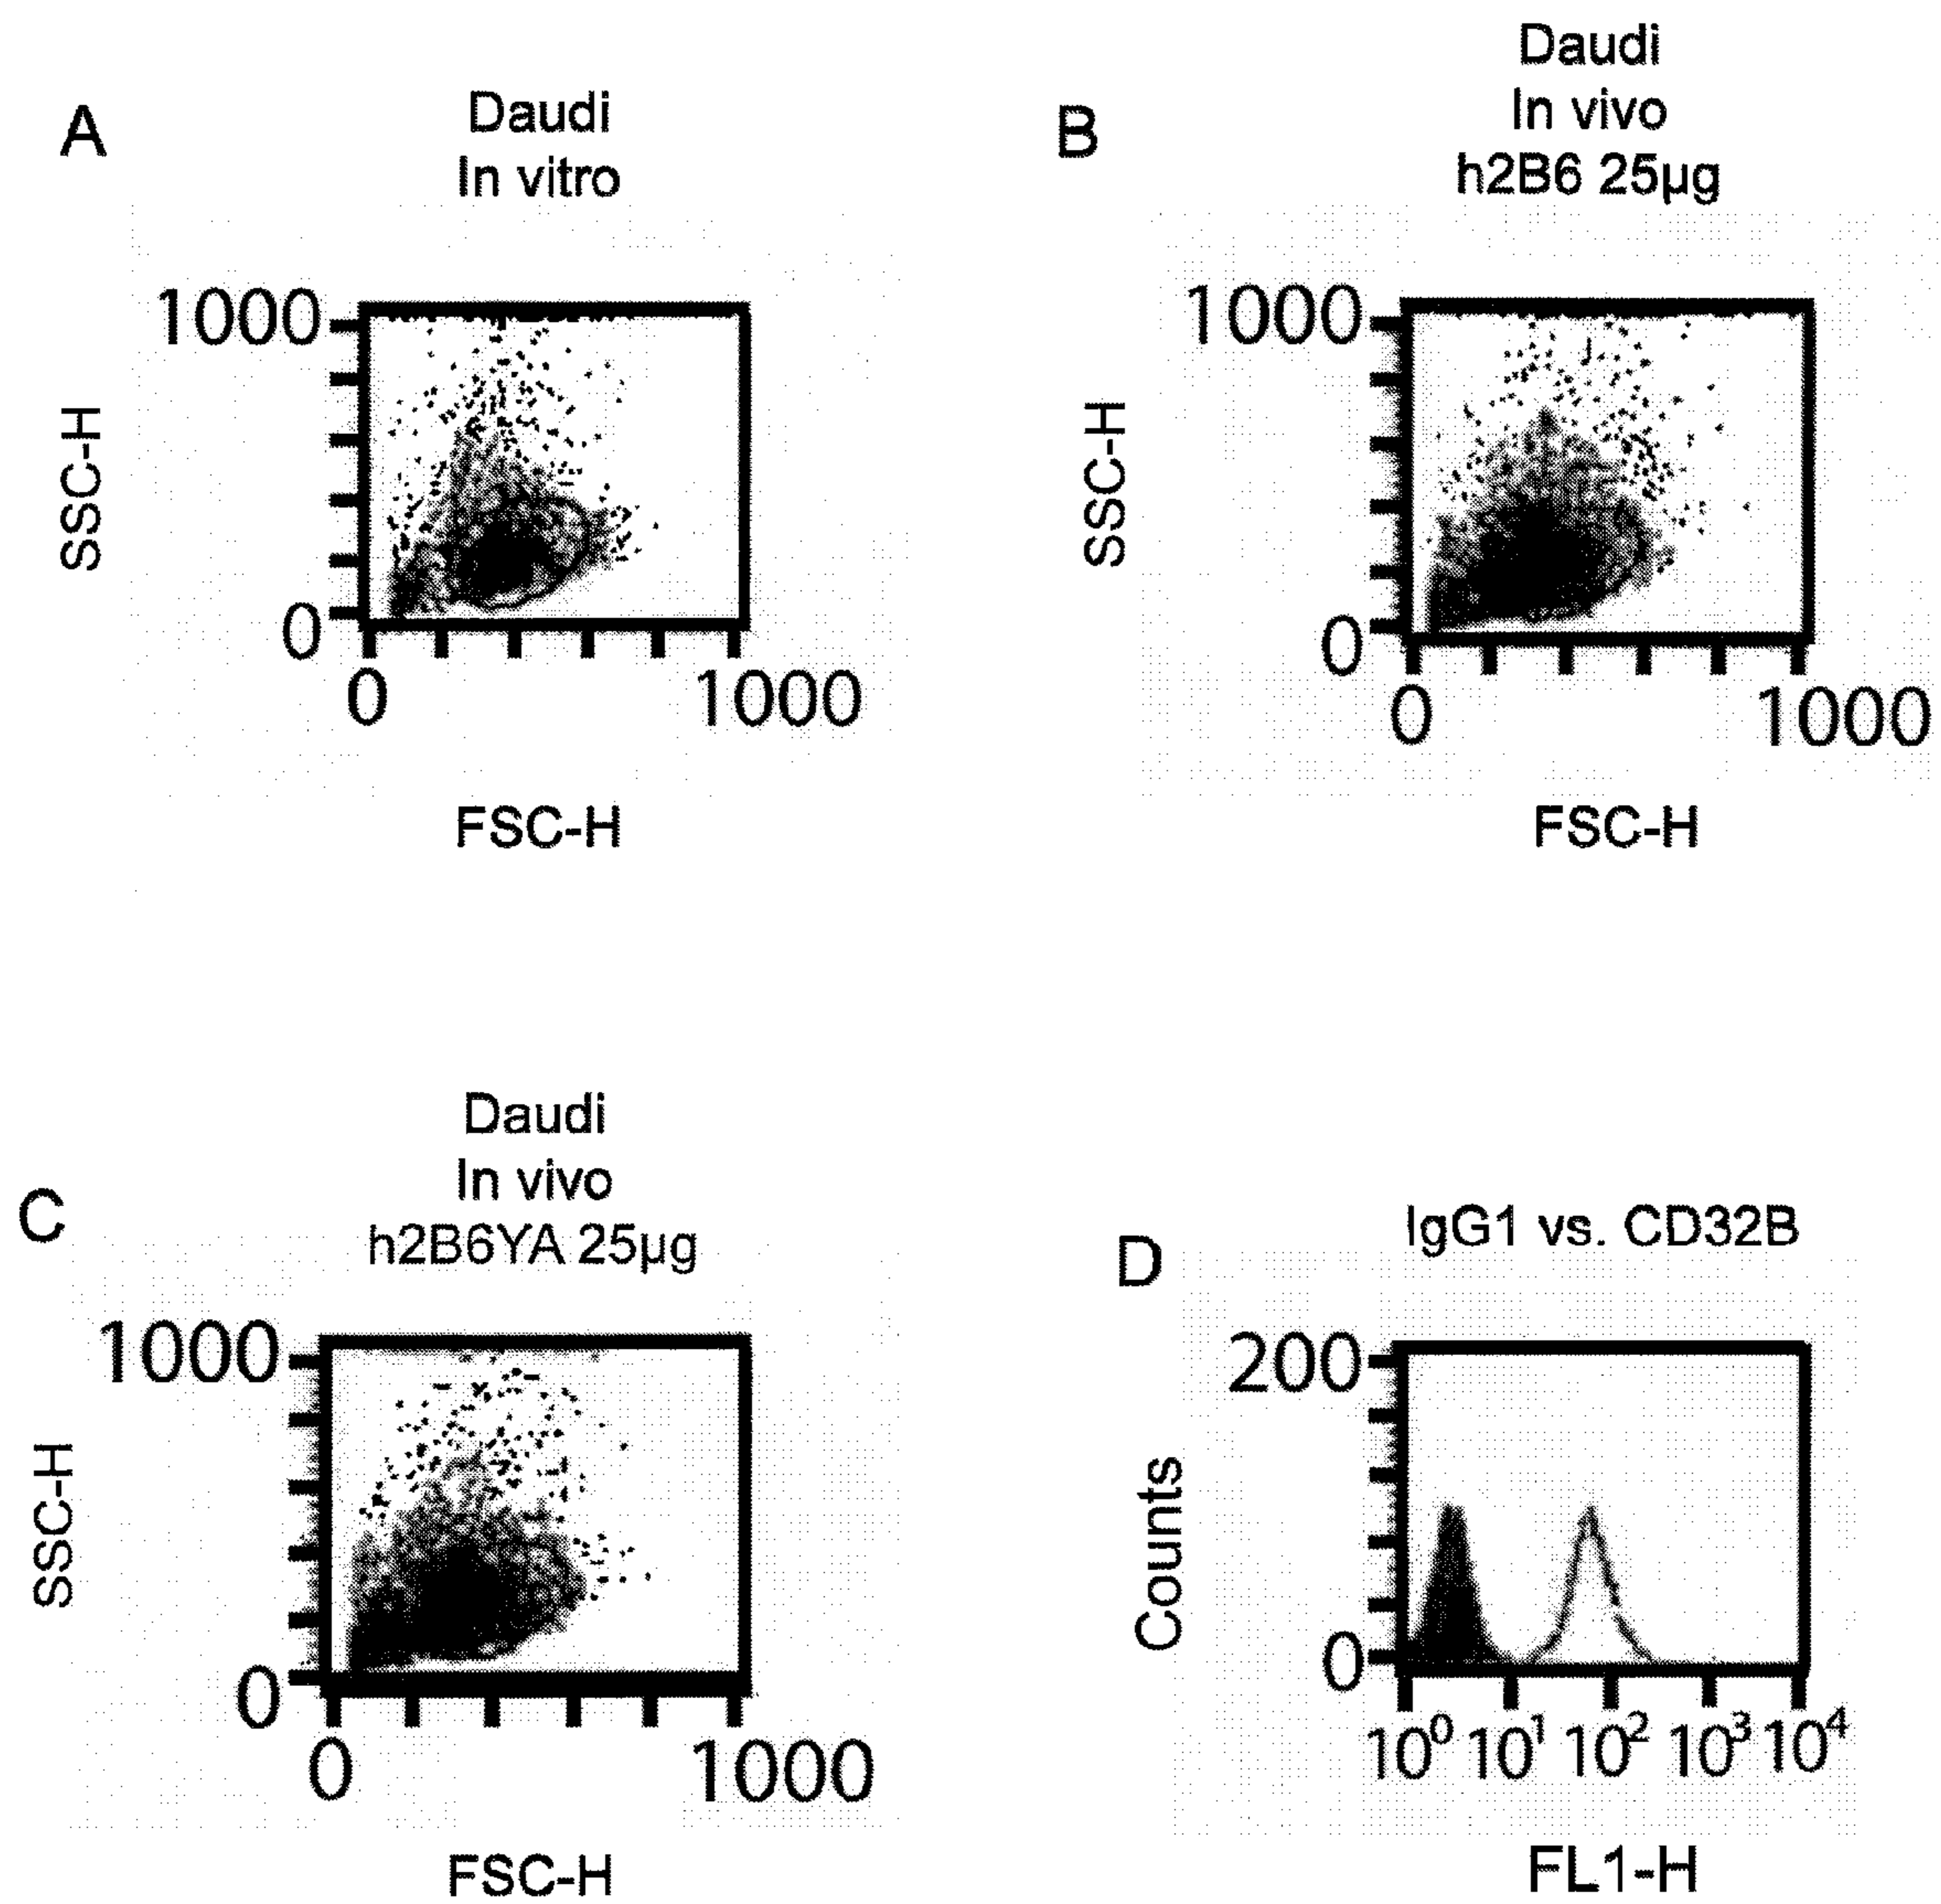 A
Daudi
In vitro
1000
SSC-H
0
0
1000
FSC-H
B
Daudi
In vivo
h2B6 25µg
1000
SSC-H
0
0
1000
FSC-H
C
Daudi
In vivo
h2B6YA 25µg
1000
SSC-H
0
0
1000
FSC-H
D
IgG1 vs. CD32B
200
Counts
0
10⁰ 10¹ 10² 10³ 10⁴
FL1-H